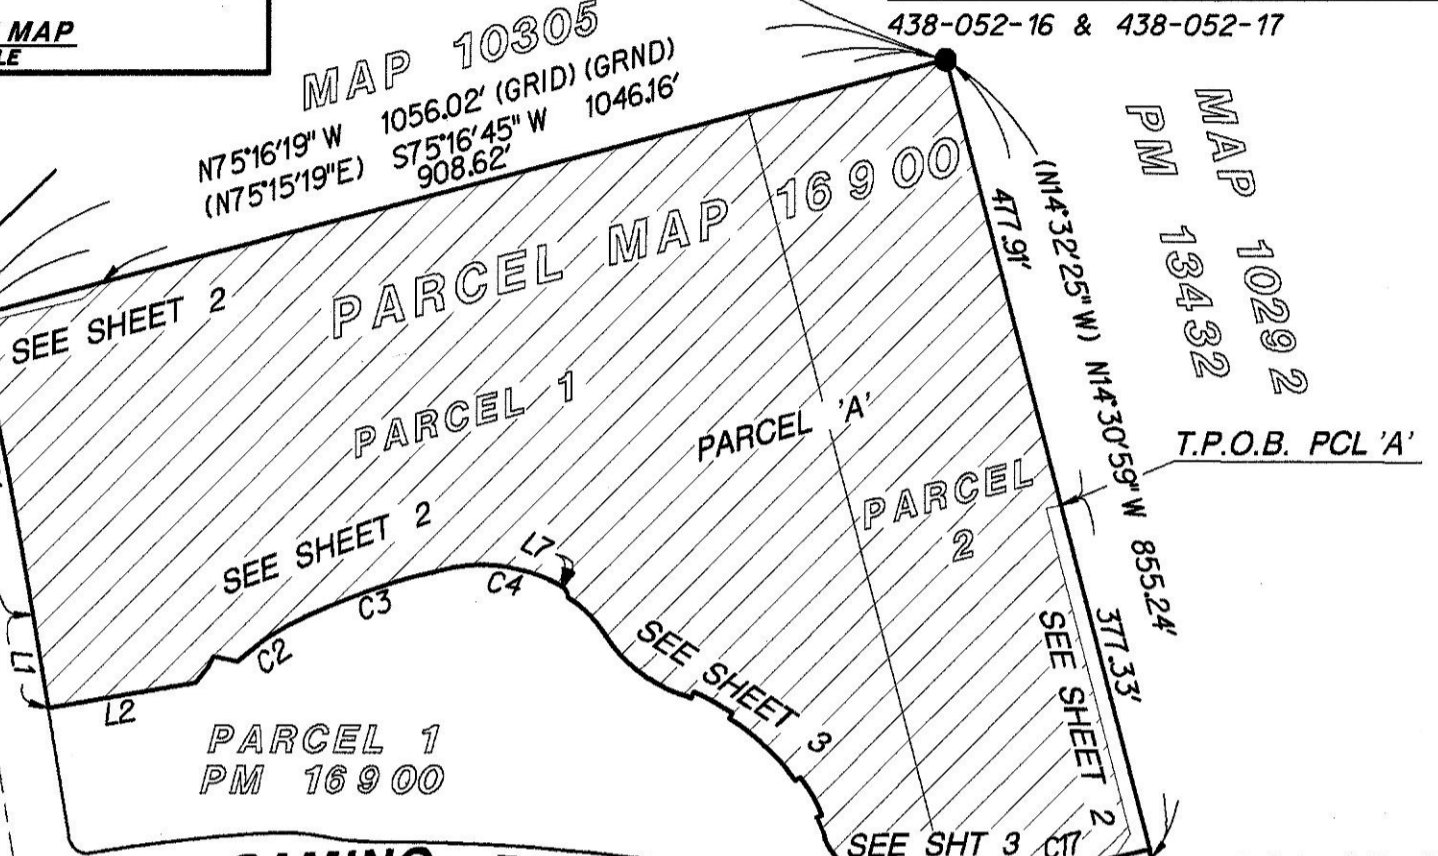 MAP
LE
438-052-16 & 438-052-17
MAP 10305
N75°16'19" W 1056.02' (GRID) (GRND)
(N75°15'19"E) S75°16'45" W 1046.16'
908.62'
MAP 10292
PM 13432
(N14°32'25" W) N14°30'59" W 855.24'
477.91'
377.33'
PARCEL MAP 16900
SEE SHEET 2
PARCEL 1
PARCEL 'A'
T.P.O.B. PCL 'A'
PARCEL
2
SEE SHEET 2
L7
C4
C3
C2
L1
L2
SEE SHEET 3
SEE SHEET 2
PARCEL 1
PM 16900
SEE SHT 3 C17
CAMINO